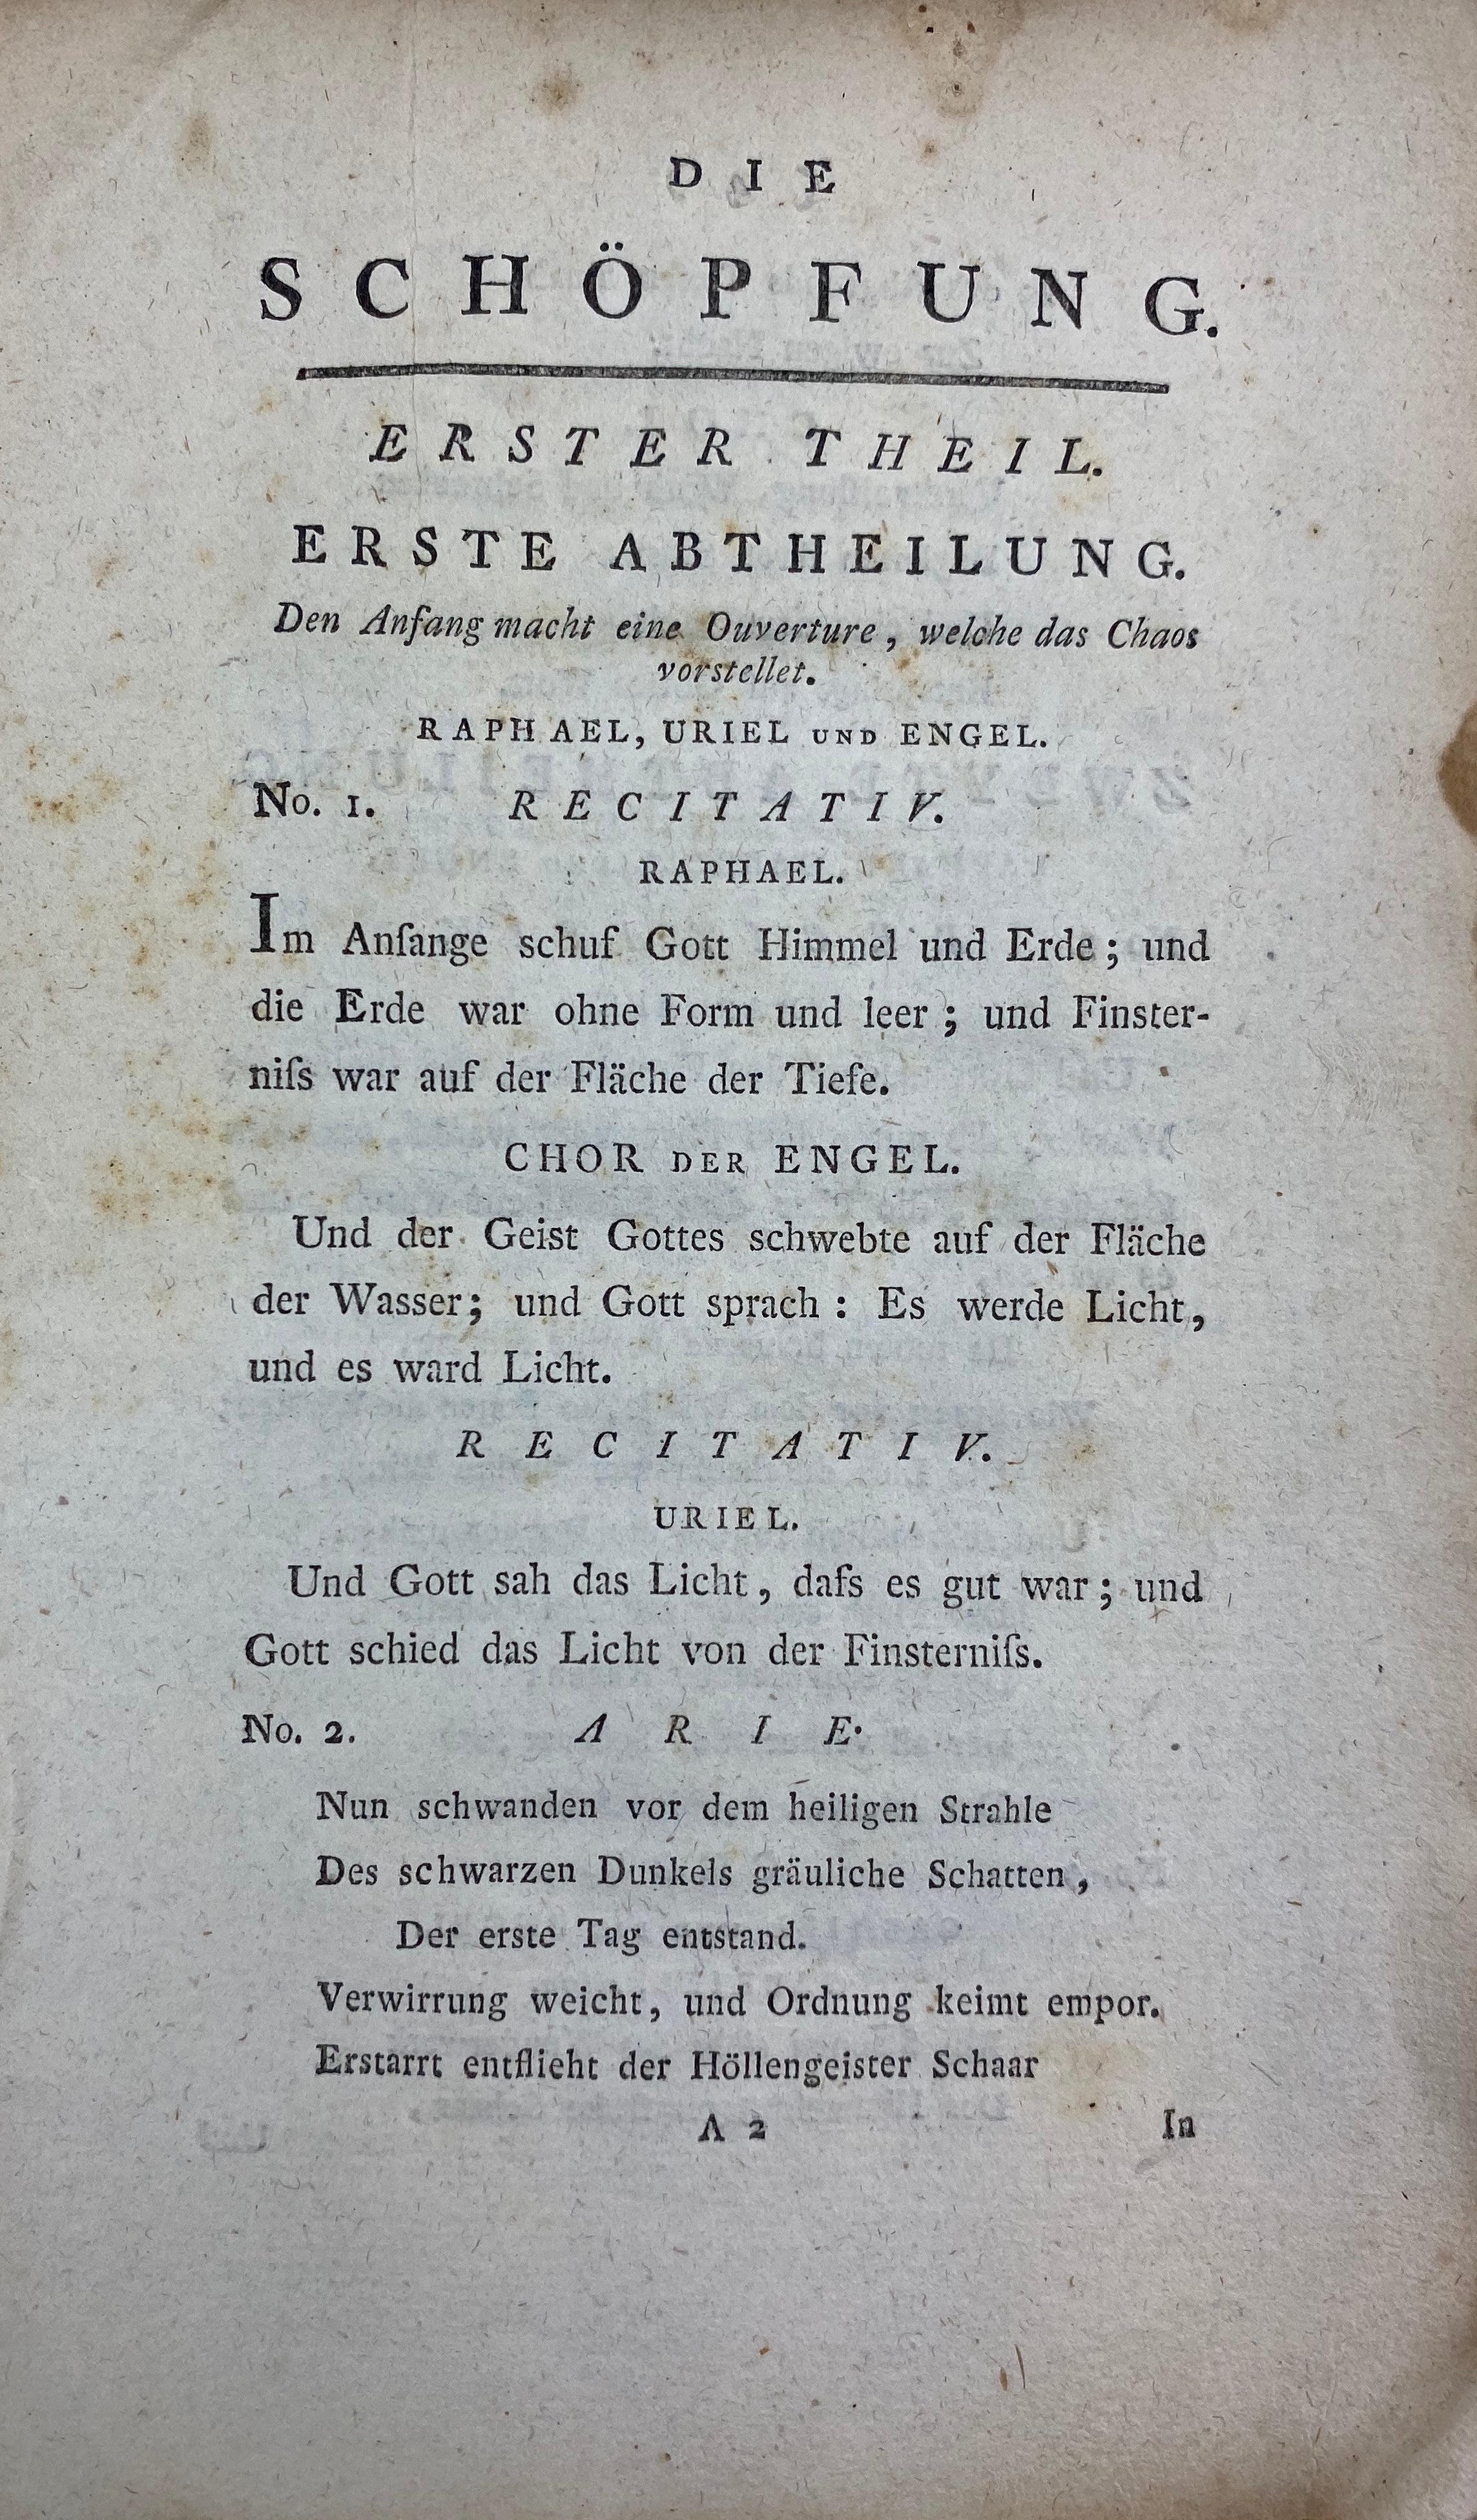 DIE
SCHÖPFUNG.
ERSTER THEIL.
ERSTE ABTHEILUNG.
Den Anfang macht eine Ouverture, welche das Chaos
vorstellet.
RAPHAEL, URIEL UND ENGEL.
No. 1. RECITATIV.
RAPHAEL.
Im Anfange schuf Gott Himmel und Erde; und
die Erde war ohne Form und leer; und Finster-
niſs war auf der Fläche der Tiefe.
CHOR DER ENGEL.
Und der Geist Gottes schwebte auf der Fläche
der Wasser; und Gott sprach: Es werde Licht,
und es ward Licht.
RECITATIV.
URIEL.
Und Gott sah das Licht, daſs es gut war; und
Gott schied das Licht von der Finsterniſs.
No. 2. ARIE.
Nun schwanden vor dem heiligen Strahle
Des schwarzen Dunkels gräuliche Schatten,
Der erste Tag entstand.
Verwirrung weicht, und Ordnung keimt empor.
Erstarrt entflieht der Höllengeister Schaar
A 2 In